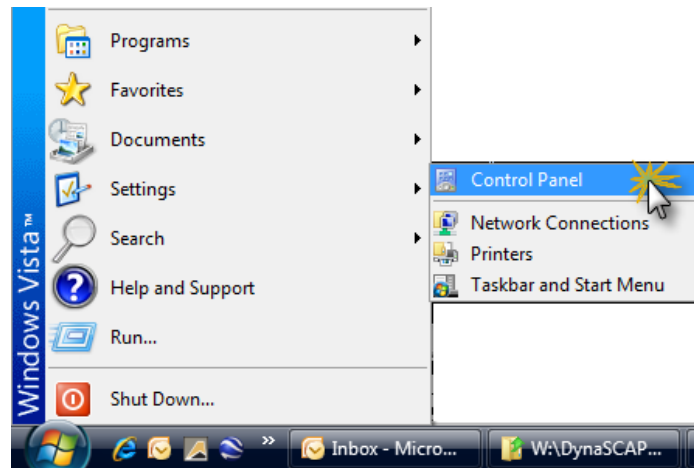 Programs
Favorites
Documents
Settings
Search
Help and Support
Run...
Shut Down...
Windows Vista™
Control Panel
Network Connections
Printers
Taskbar and Start Menu
»
Inbox - Micro...
W:\DynaSCAP...